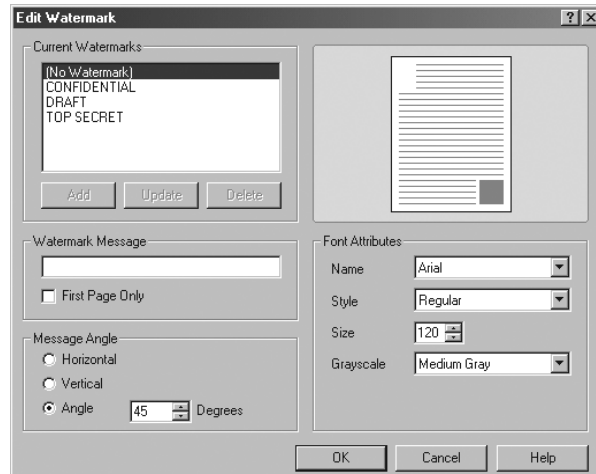 Edit Watermark
Current Watermarks
(No Watermark)
CONFIDENTIAL
DRAFT
TOP SECRET
Add Update Delete
Watermark Message
First Page Only
Message Angle
Horizontal
Vertical
Angle 45 Degrees
Font Attributes
Name Arial
Style Regular
Size 120
Grayscale Medium Gray
OK Cancel Help